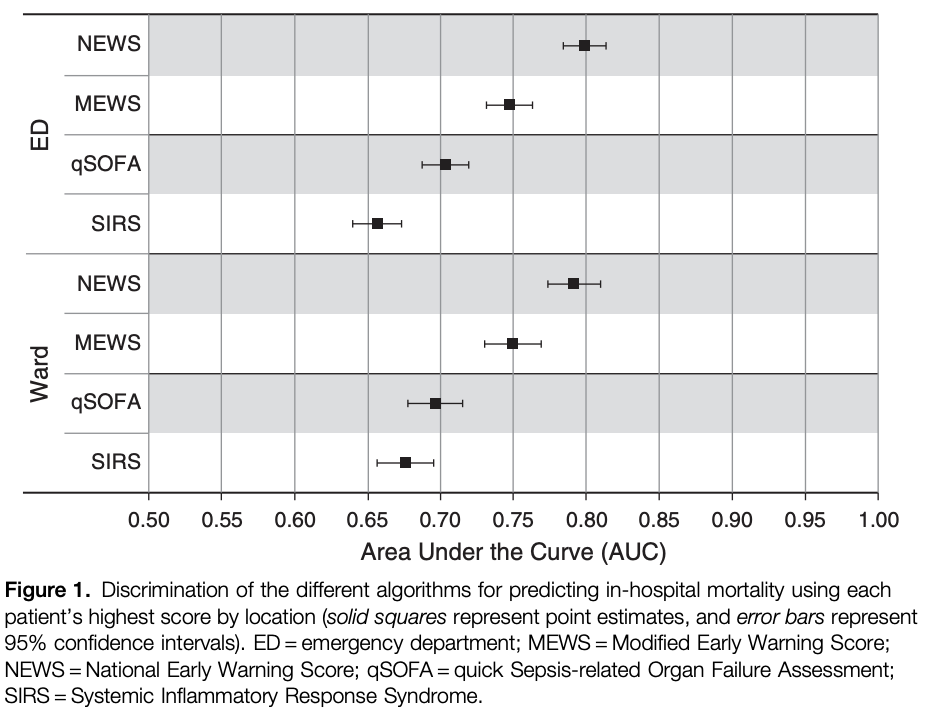 ED
NEWS
MEWS
qSOFA
SIRS
Ward
NEWS
MEWS
qSOFA
SIRS
0.50 0.55 0.60 0.65 0.70 0.75 0.80 0.85 0.90 0.95 1.00
Area Under the Curve (AUC)
Figure 1. Discrimination of the different algorithms for predicting in-hospital mortality using each
patient’s highest score by location (solid squares represent point estimates, and error bars represent
95% confidence intervals). ED = emergency department; MEWS = Modified Early Warning Score;
NEWS = National Early Warning Score; qSOFA = quick Sepsis-related Organ Failure Assessment;
SIRS = Systemic Inflammatory Response Syndrome.